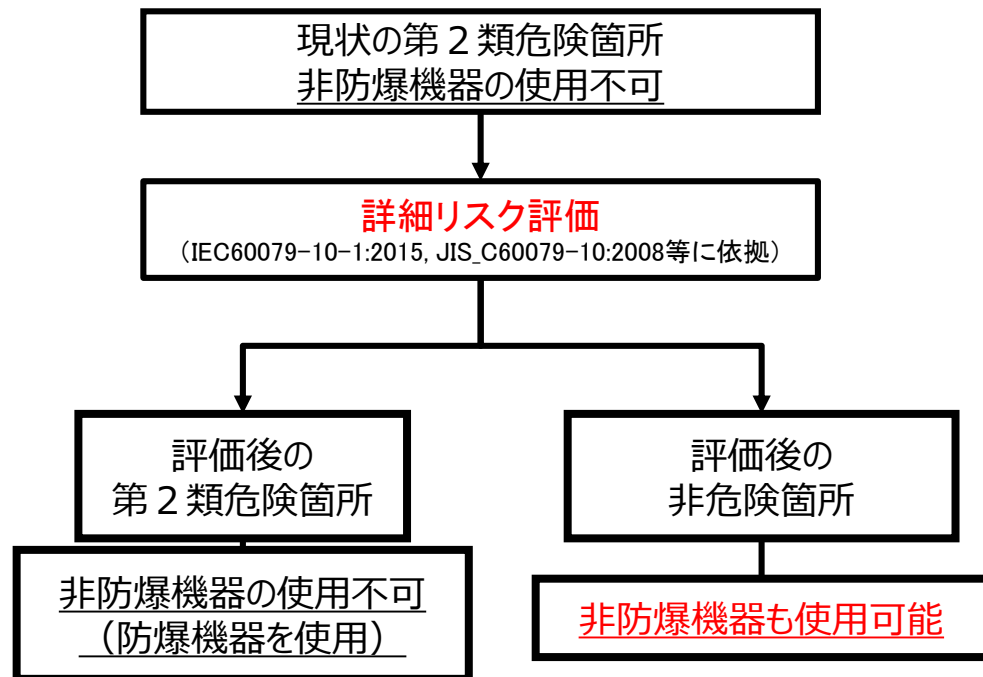 現状の第２類危険箇所
非防爆機器の使用不可
詳細リスク評価
（IEC60079-10-1:2015, JIS_C60079-10:2008等に依拠）
評価後の
第２類危険箇所
評価後の
非危険箇所
非防爆機器の使用不可
（防爆機器を使用）
非防爆機器も使用可能